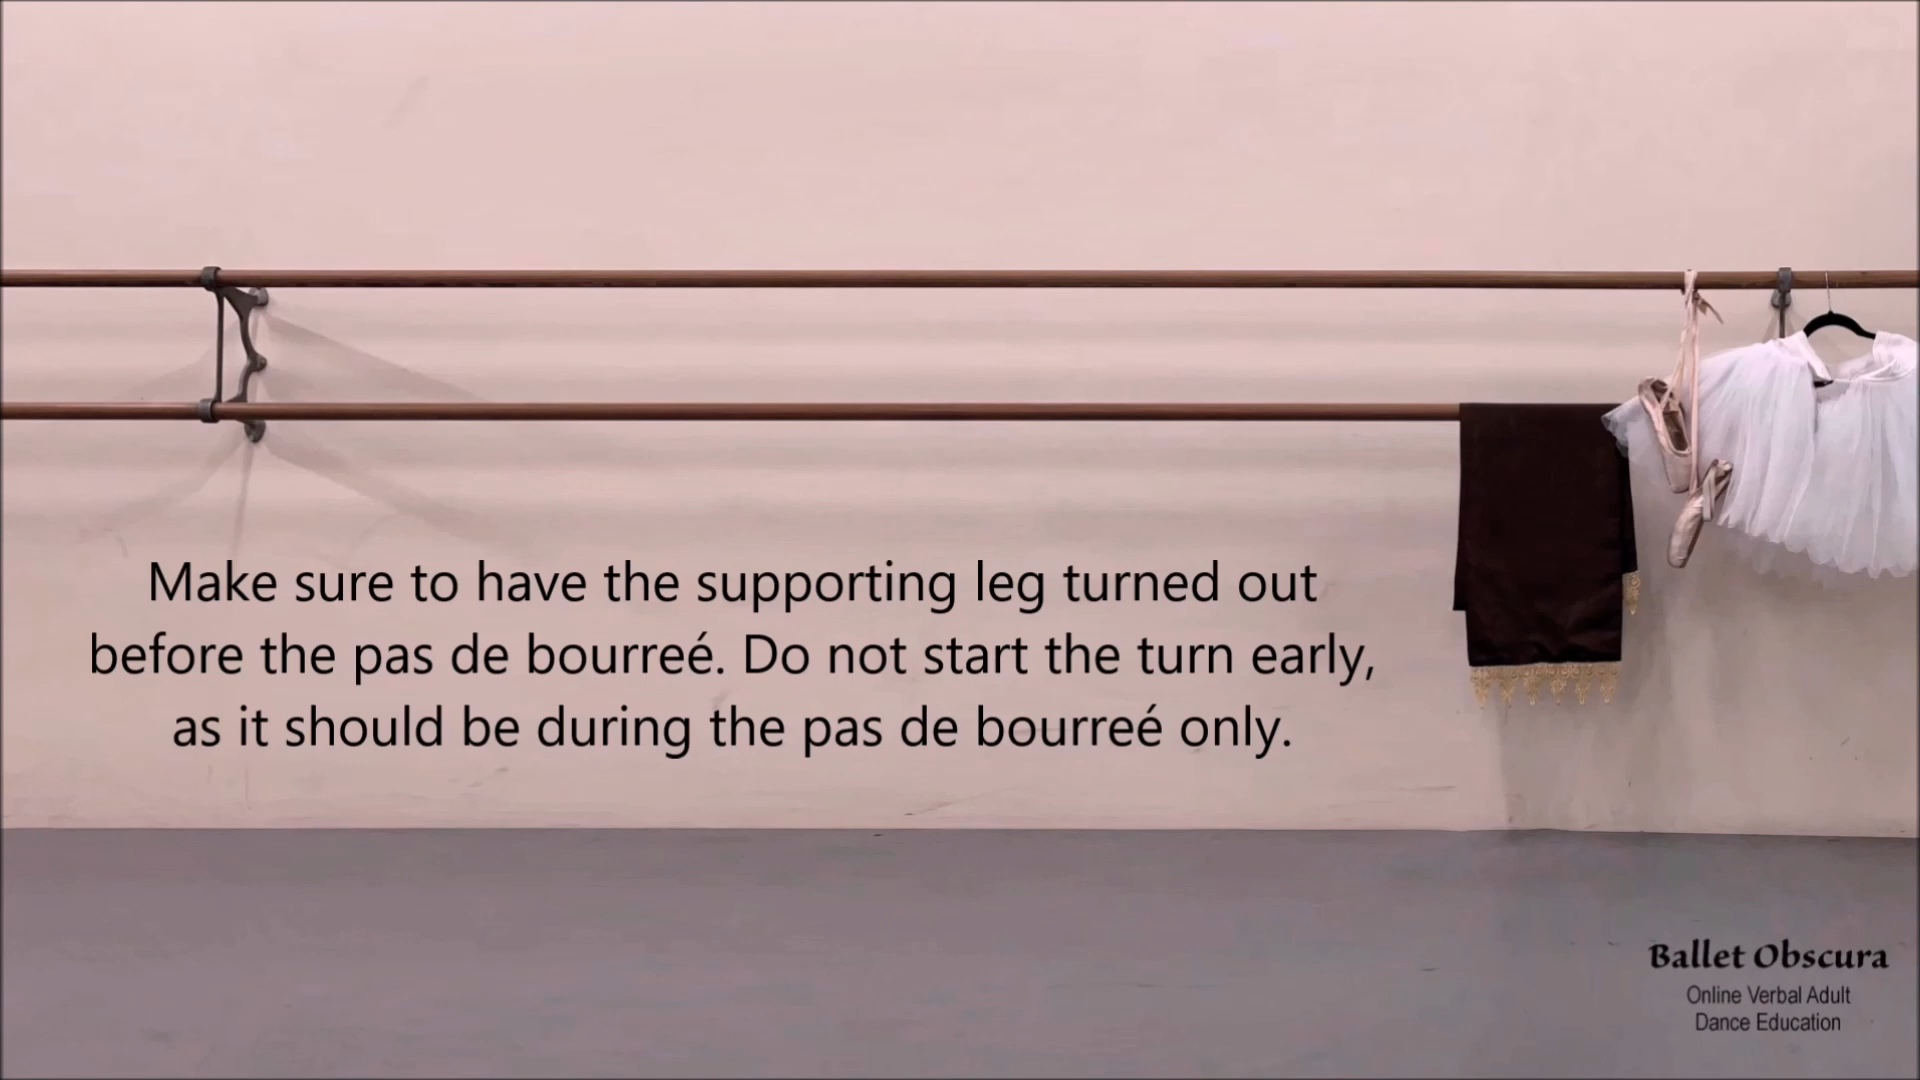 Make sure to have the supporting leg turned out
before the pas de bourreé. Do not start the turn early,
as it should be during the pas de bourreé only.
Ballet Obscura
Online Verbal Adult
Dance Education